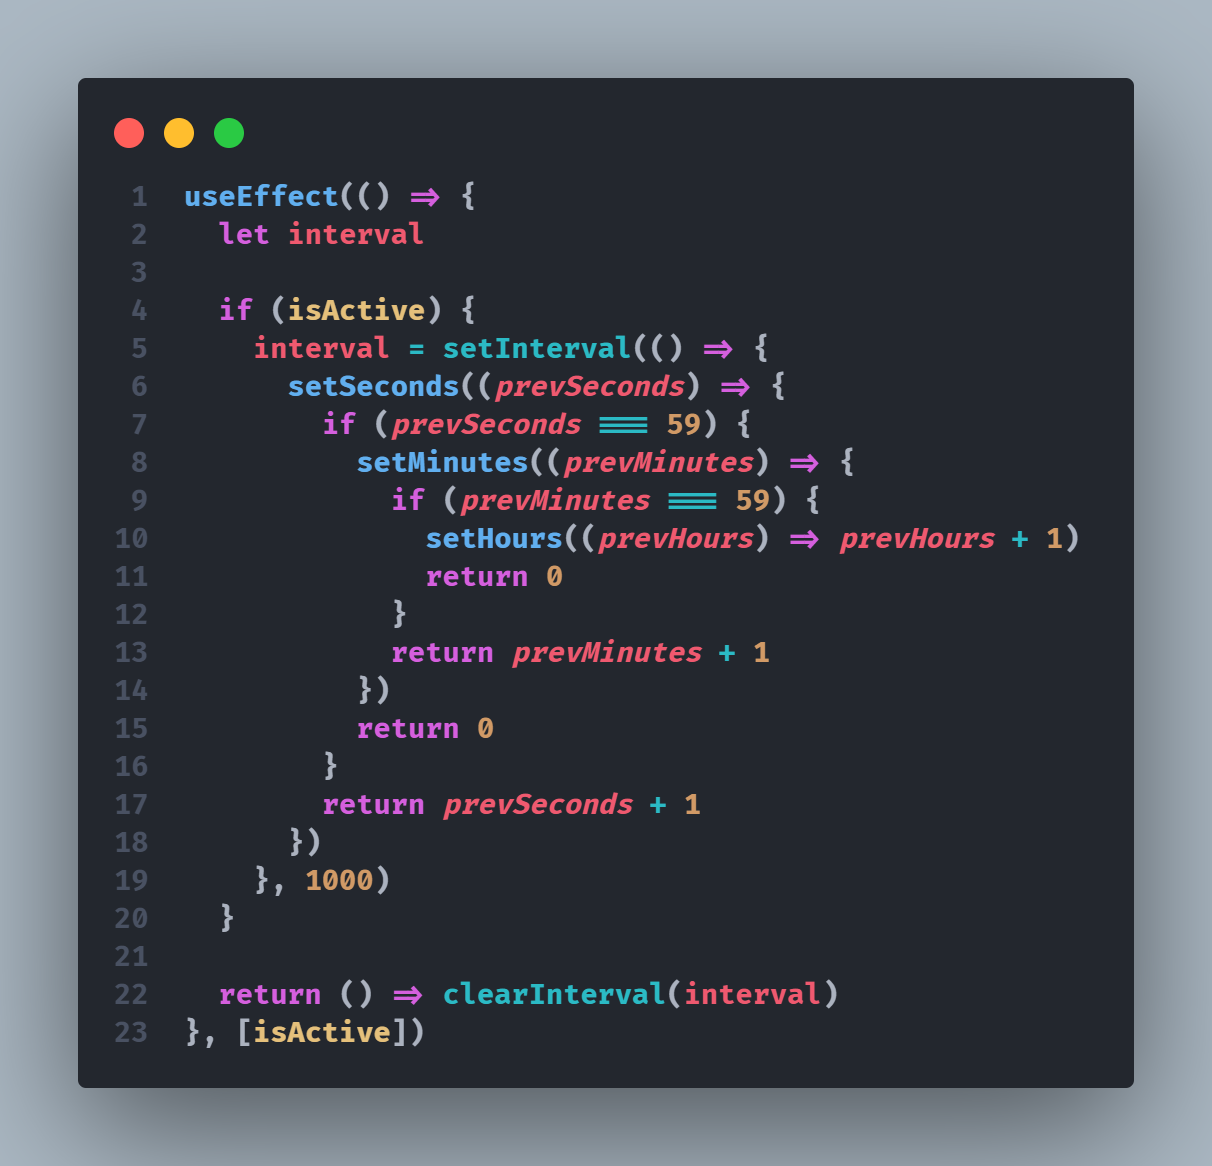 1 useEffect(() => {
2   let interval
3
4   if (isActive) {
5     interval = setInterval(() => {
6       setSeconds((prevSeconds) => {
7         if (prevSeconds === 59) {
8           setMinutes((prevMinutes) => {
9             if (prevMinutes === 59) {
10               setHours((prevHours) => prevHours + 1)
11               return 0
12             }
13             return prevMinutes + 1
14           })
15           return 0
16         }
17         return prevSeconds + 1
18       })
19     }, 1000)
20   }
21
22   return () => clearInterval(interval)
23 }, [isActive])